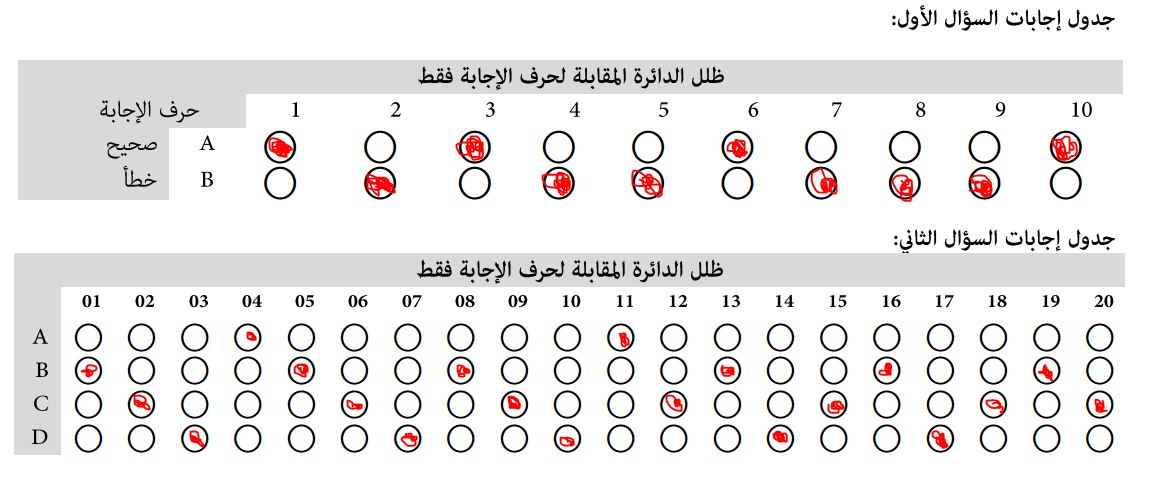 جدول إجابات السؤال الأول:
ظلل الدائرة المقابلة لحرف الإجابة فقط
حرف الإجابة 1 2 3 4 5 6 7 8 9 10
صحيح A
خطأ B
جدول إجابات السؤال الثاني:
ظلل الدائرة المقابلة لحرف الإجابة فقط
01 02 03 04 05 06 07 08 09 10 11 12 13 14 15 16 17 18 19 20
A
B
C
D